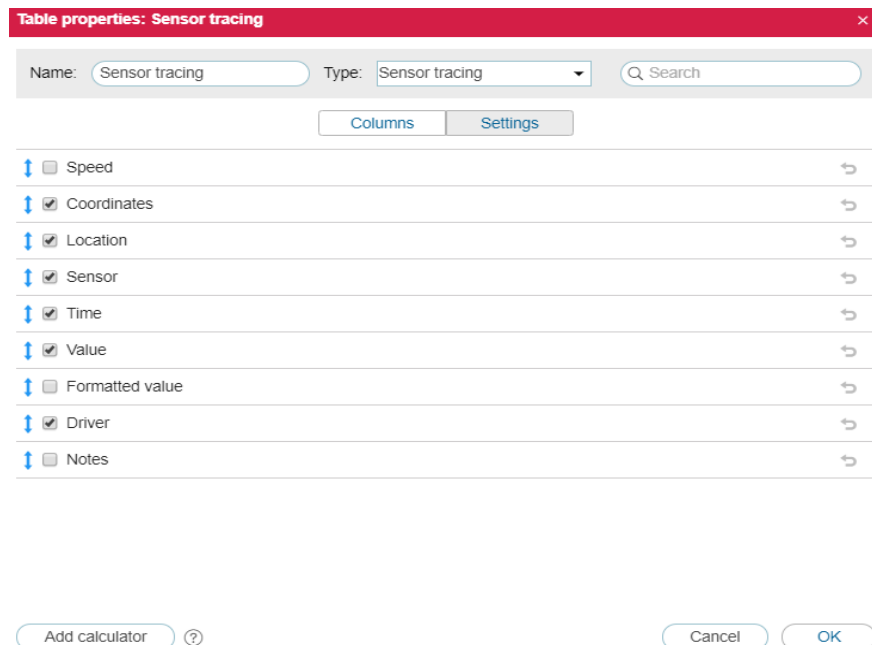 Table properties: Sensor tracing ×
Name: Sensor tracing Type: Sensor tracing Search
Columns Settings
Speed
Coordinates
Location
Sensor
Time
Value
Formatted value
Driver
Notes
Add calculator ? Cancel OK